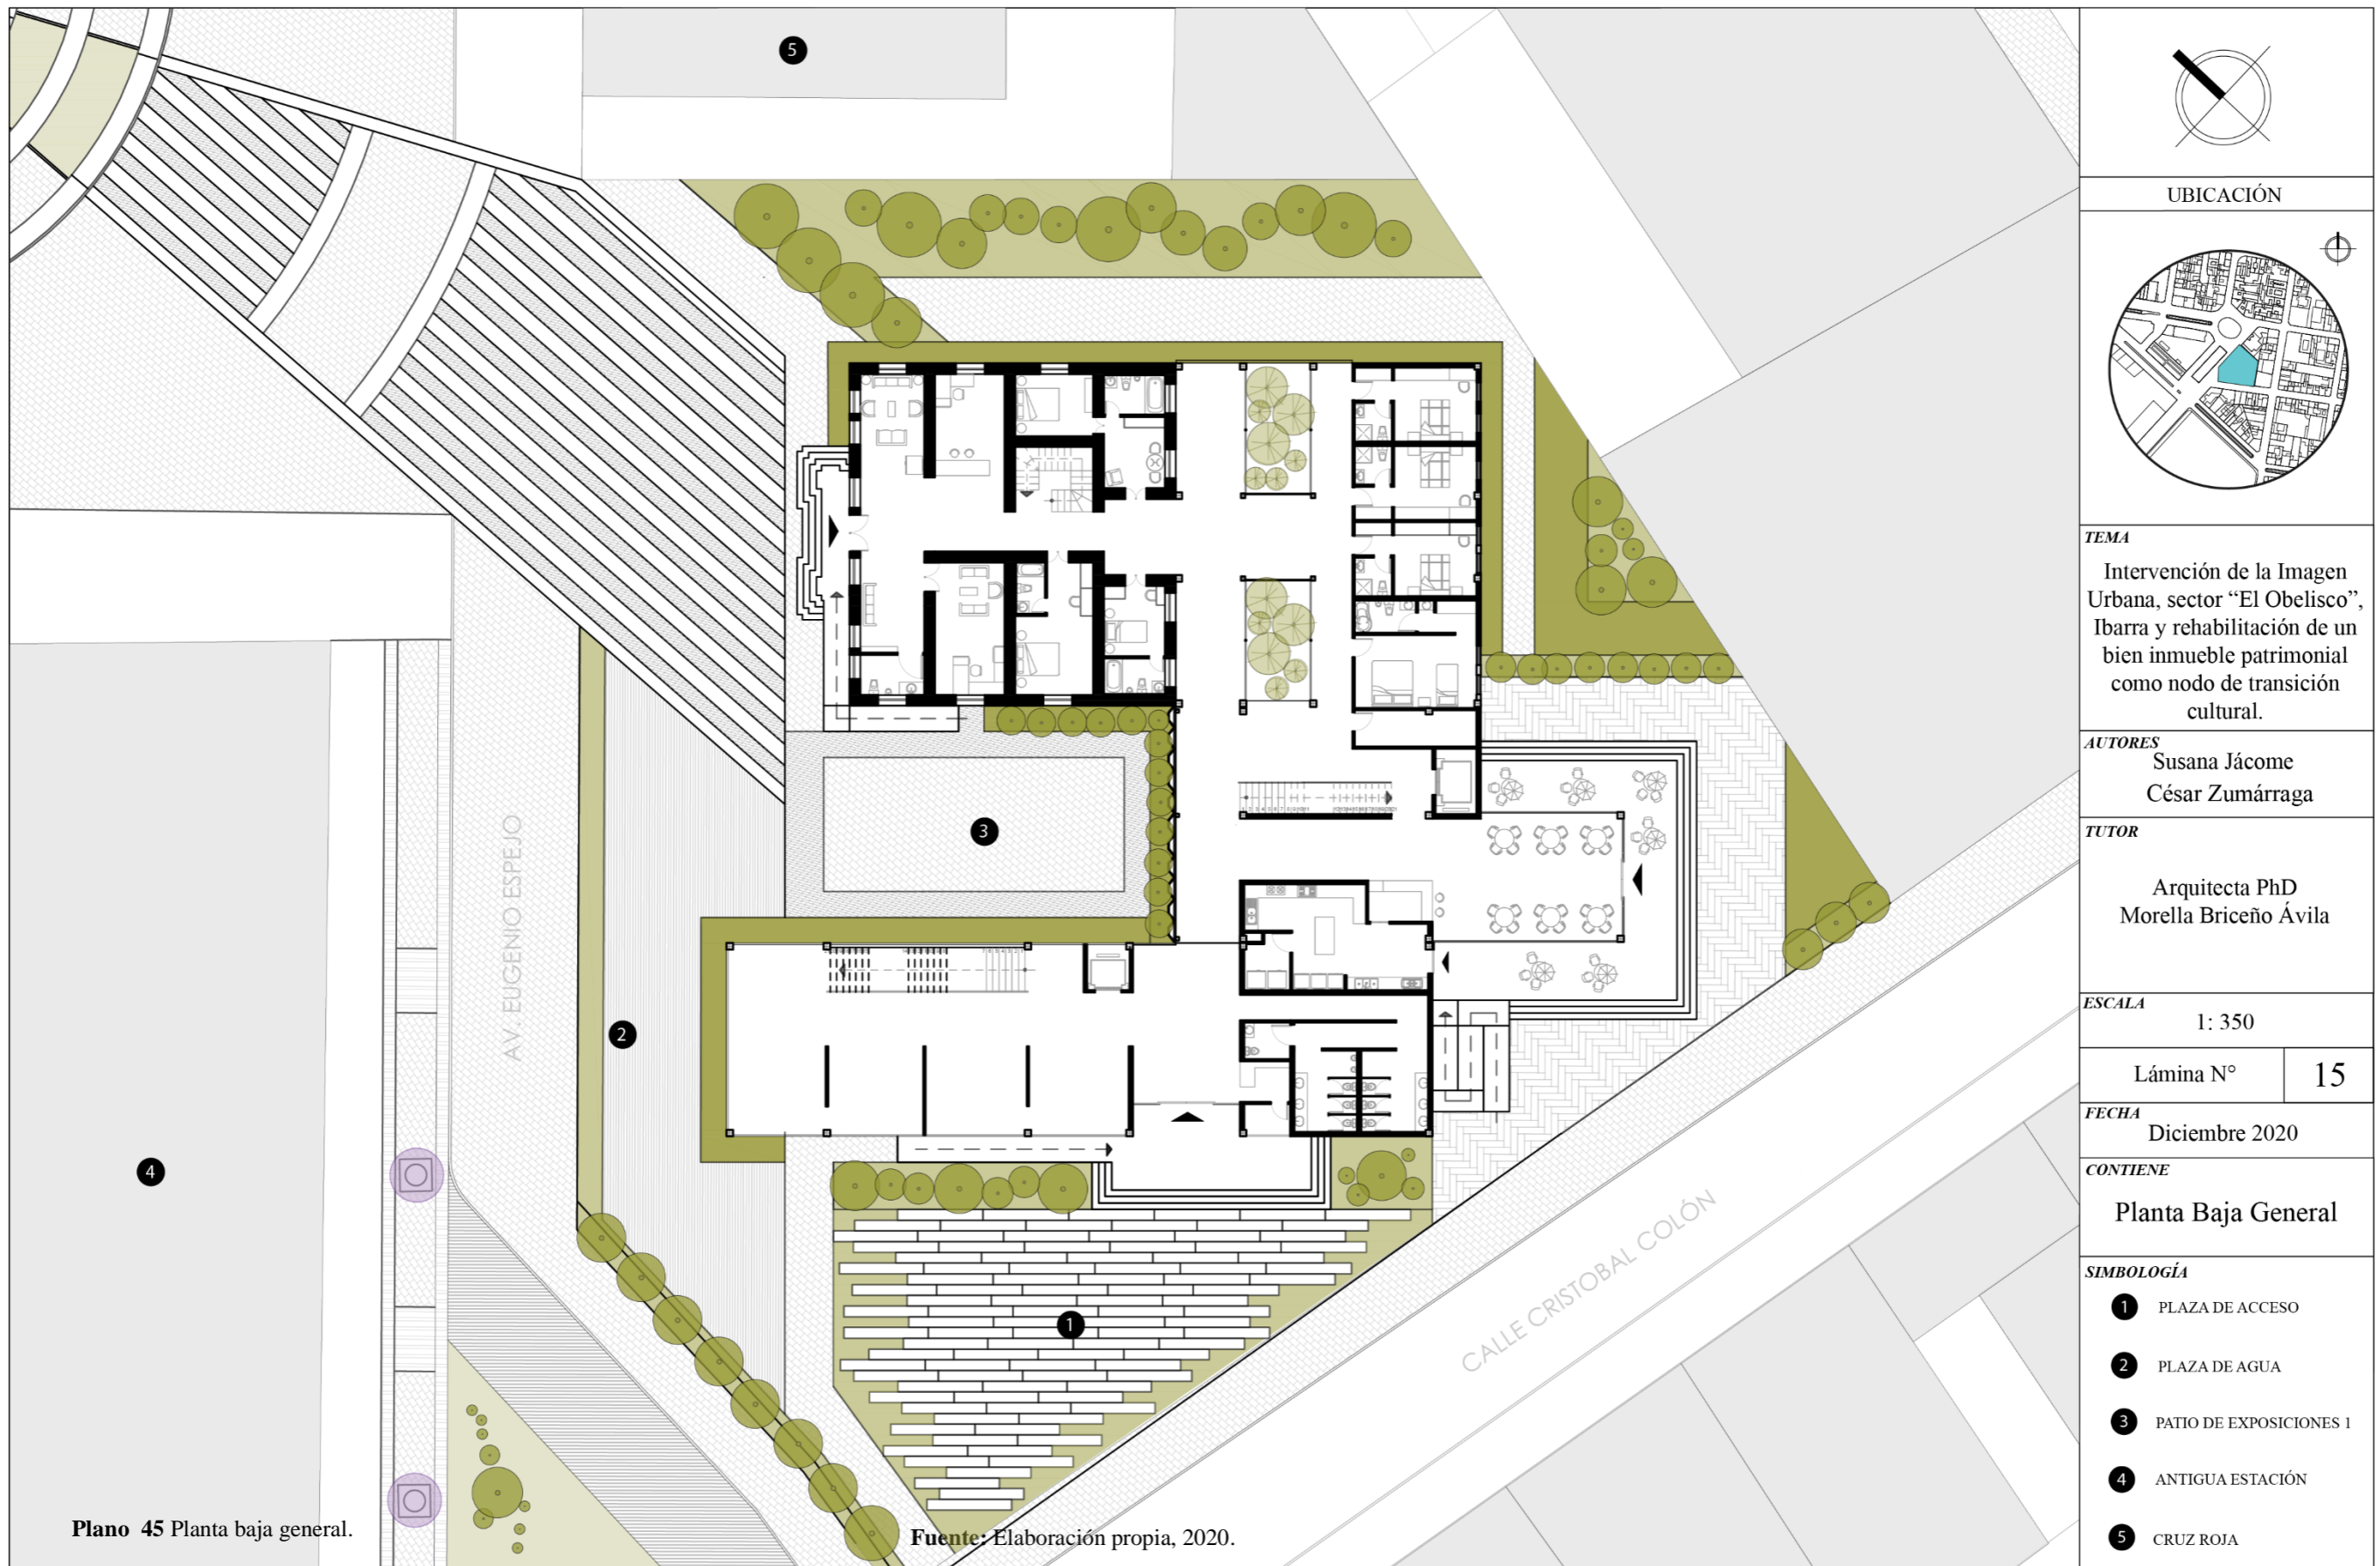 5
AV. EUGENIO ESPEJO
3
2
4
1
CALLE CRISTOBAL COLÓN
Plano 45 Planta baja general.
Fuente: Elaboración propia, 2020.
UBICACIÓN
TEMA
Intervención de la Imagen
Urbana, sector “El Obelisco”,
Ibarra y rehabilitación de un
bien inmueble patrimonial
como nodo de transición
cultural.
AUTORES
Susana Jácome
César Zumárraga
TUTOR
Arquitecta PhD
Morella Briceño Ávila
ESCALA
1: 350
Lámina N° 15
FECHA
Diciembre 2020
CONTIENE
Planta Baja General
SIMBOLOGÍA
1 PLAZA DE ACCESO
2 PLAZA DE AGUA
3 PATIO DE EXPOSICIONES 1
4 ANTIGUA ESTACIÓN
5 CRUZ ROJA